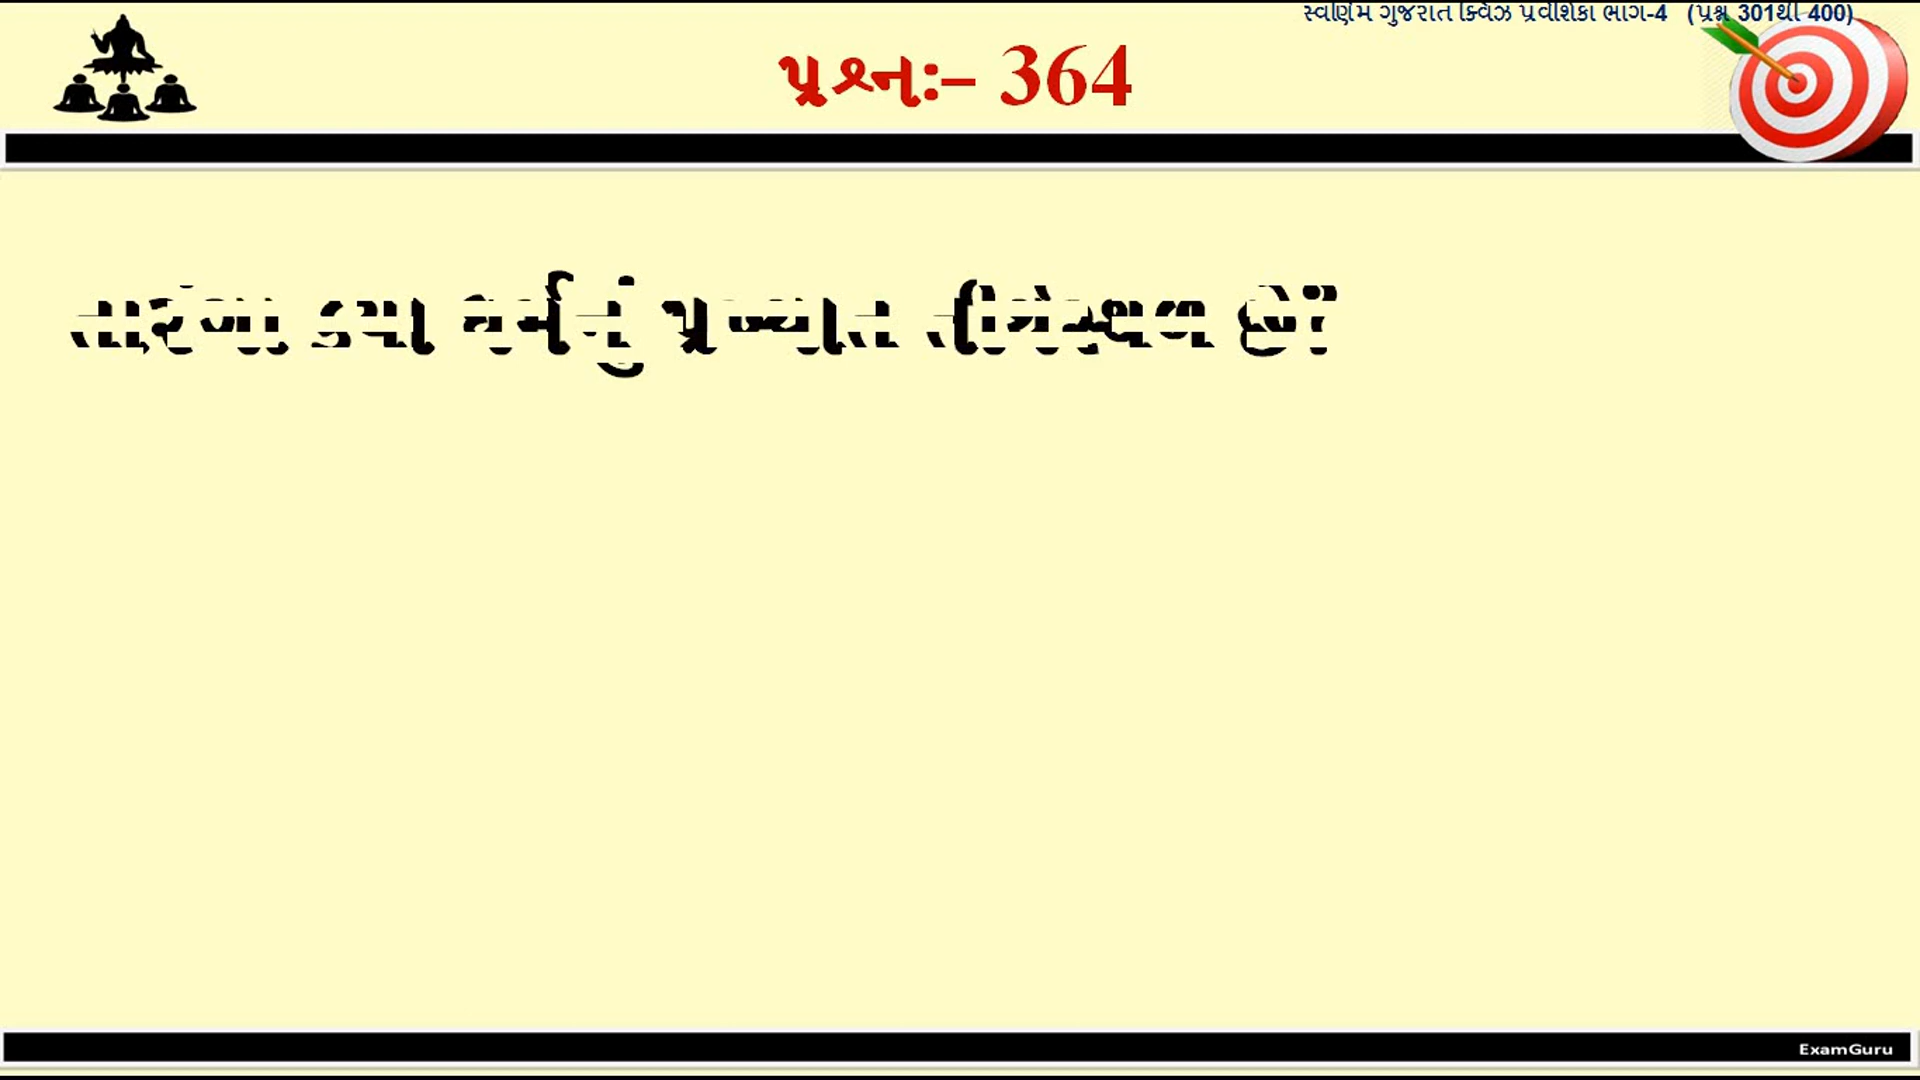 સ્વર્ણિમ ગુજરાત ક્વિઝ પ્રવેશિકા ભાગ-4 (પ્રશ્ન 301થી 400)
પ્રશ્ન:– 364
તારંગા કયા ધર્મનું પ્રખ્યાત તીર્થસ્થળ છે?
ExamGuru